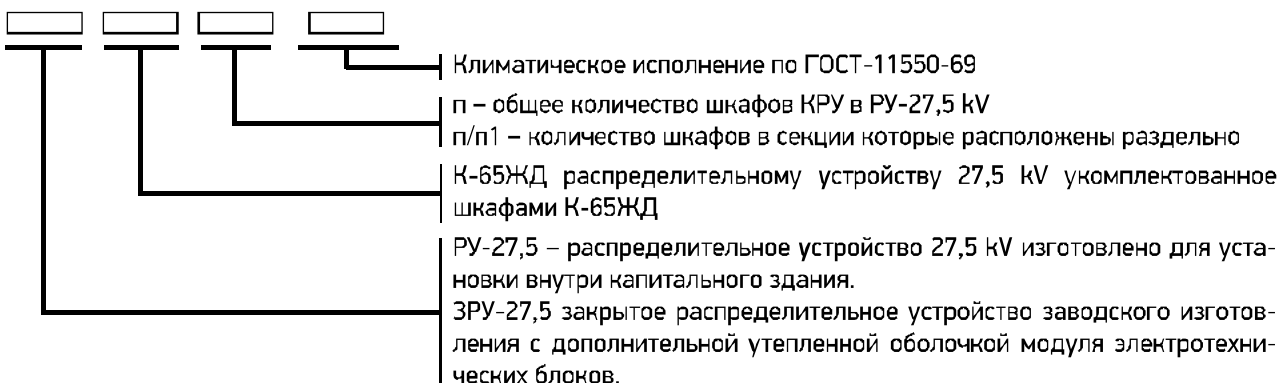 Климатическое исполнение по ГОСТ-11550-69
п – общее количество шкафов КРУ в РУ-27,5 kV
п/п1 – количество шкафов в секции которые расположены раздельно
К-65ЖД распределительному устройству 27,5 kV укомплектованное
шкафами К-65ЖД
РУ-27,5 – распределительное устройство 27,5 kV изготовлено для уста-
новки внутри капитального здания.
ЗРУ-27,5 закрытое распределительное устройство заводского изготов-
ления с дополнительной утепленной оболочкой модуля электротехни-
ческих блоков.